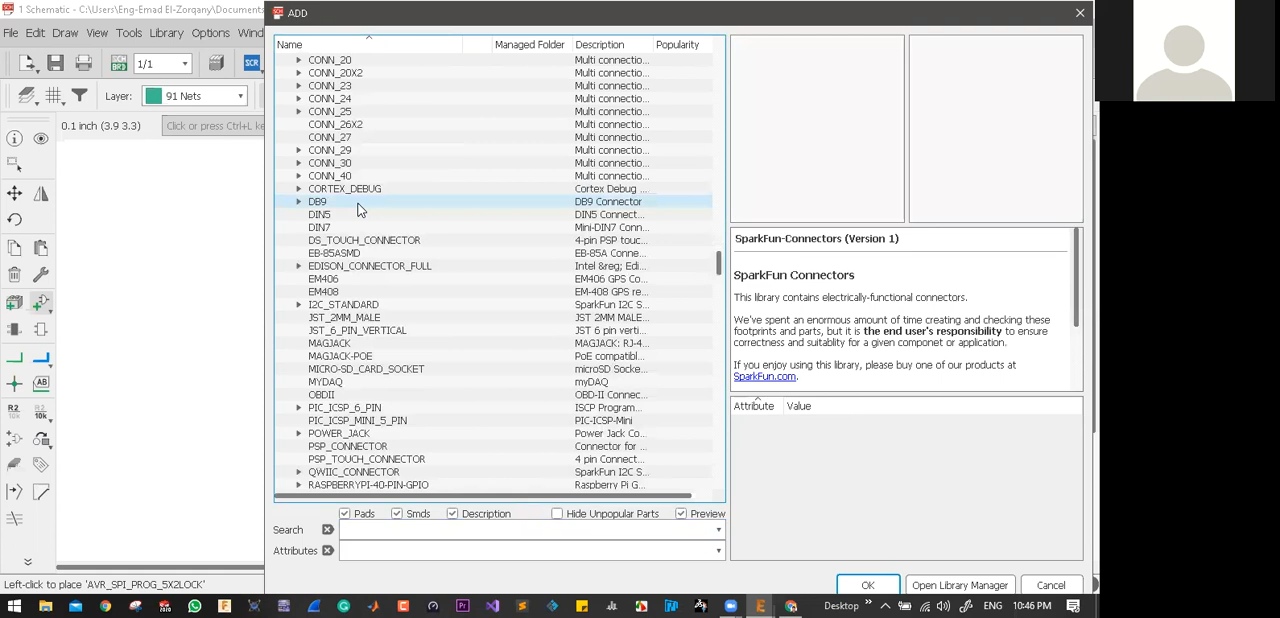 1 Schematic - C:\Users\Eng-Emad El-Zorqany\Documents
File Edit Draw View Tools Library Options Wind
1/1
Layer: 91 Nets
0.1 inch (3.9 3.3)
Click or press Ctrl+L ke
ADD
Name Managed Folder Description Popularity
CONN_20 Multi connectio...
CONN_20X2 Multi connectio...
CONN_23 Multi connectio...
CONN_24 Multi connectio...
CONN_25 Multi connectio...
CONN_26X2 Multi connectio...
CONN_27 Multi connectio...
CONN_29 Multi connectio...
CONN_30 Multi connectio...
CONN_40 Multi connectio...
CORTEX_DEBUG Cortex Debug ...
DB9 DB9 Connector
DIN5 DIN5 Connect...
DIN7 Mini-DIN7 Conn...
DS_TOUCH_CONNECTOR 4-pin PSP touc...
EB-85ASMD EB-85A Conne...
EDISON_CONNECTOR_FULL Intel &reg; Edi...
EM406 EM406 GPS Co...
EM408 EM-408 GPS re...
I2C_STANDARD SparkFun I2C S...
JST_2MM_MALE JST 2MM MALE...
JST_6_PIN_VERTICAL JST 6 pin verti...
MAGJACK MAGJACK: RJ-4...
MAGJACK-POE PoE compatibl...
MICRO-SD_CARD_SOCKET microSD Socke...
MYDAQ myDAQ
OBDII OBD-II Connec...
PIC_ICSP_6_PIN ISCP Program...
PIC_ICSP_MINI_5_PIN PIC-ICSP-Mini
POWER_JACK Power Jack Co...
PSP_CONNECTOR Connector for ...
PSP_TOUCH_CONNECTOR 4 pin Connect...
QWIIC_CONNECTOR SparkFun I2C S...
RASPBERRYPI-40-PIN-GPIO Raspberry Pi G...
Pads Smds Description Hide Unpopular Parts Preview
Search
Attributes
SparkFun-Connectors (Version 1)
SparkFun Connectors
This library contains electrically-functional connectors.
We've spent an enormous amount of time creating and checking these
footprints and parts, but it is the end user's responsibility to ensure
correctness and suitablity for a given componet or application.
If you enjoy using this library, please buy one of our products at
SparkFun.com.
Attribute Value
OK Open Library Manager Cancel
Left-click to place 'AVR_SPI_PROG_5X2LOCK'
Desktop ENG 10:46 PM